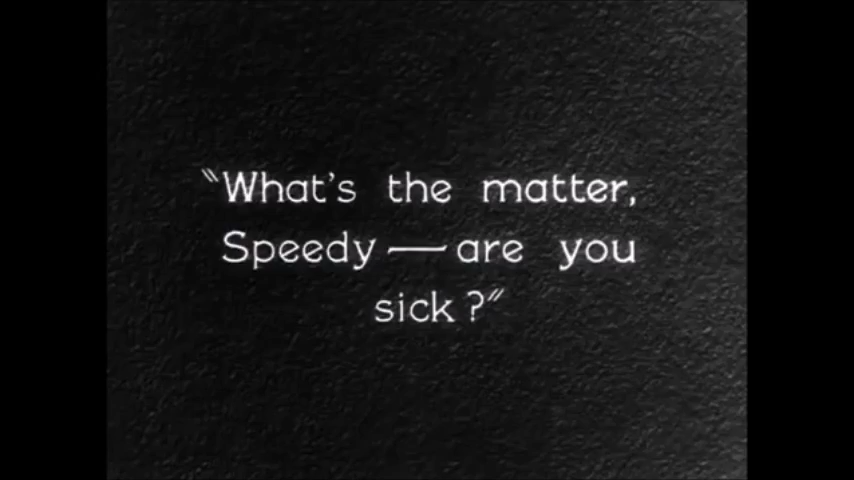 "What's the matter,
Speedy — are you
sick?"